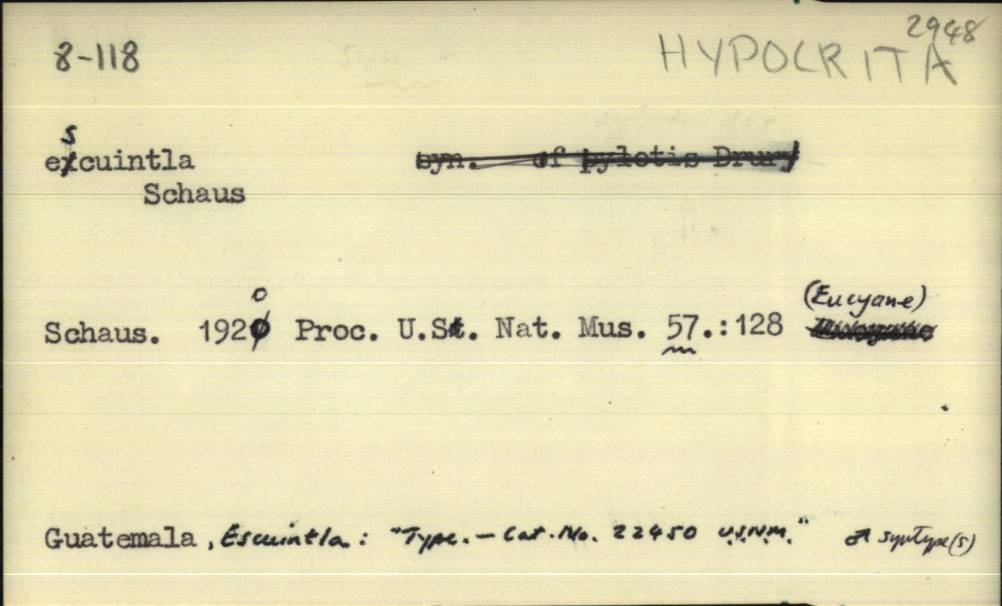 2948
8-118 HYPOCRITA
escuintla syn. of pylotis Drury
Schaus
(Eucyane)
Schaus. 1920 Proc. U.S. Nat. Mus. 57.:128
Guatemala, Escuintla: "Type. - Cat. No. 22450 U.S.N.M." ♂ syntype(s)